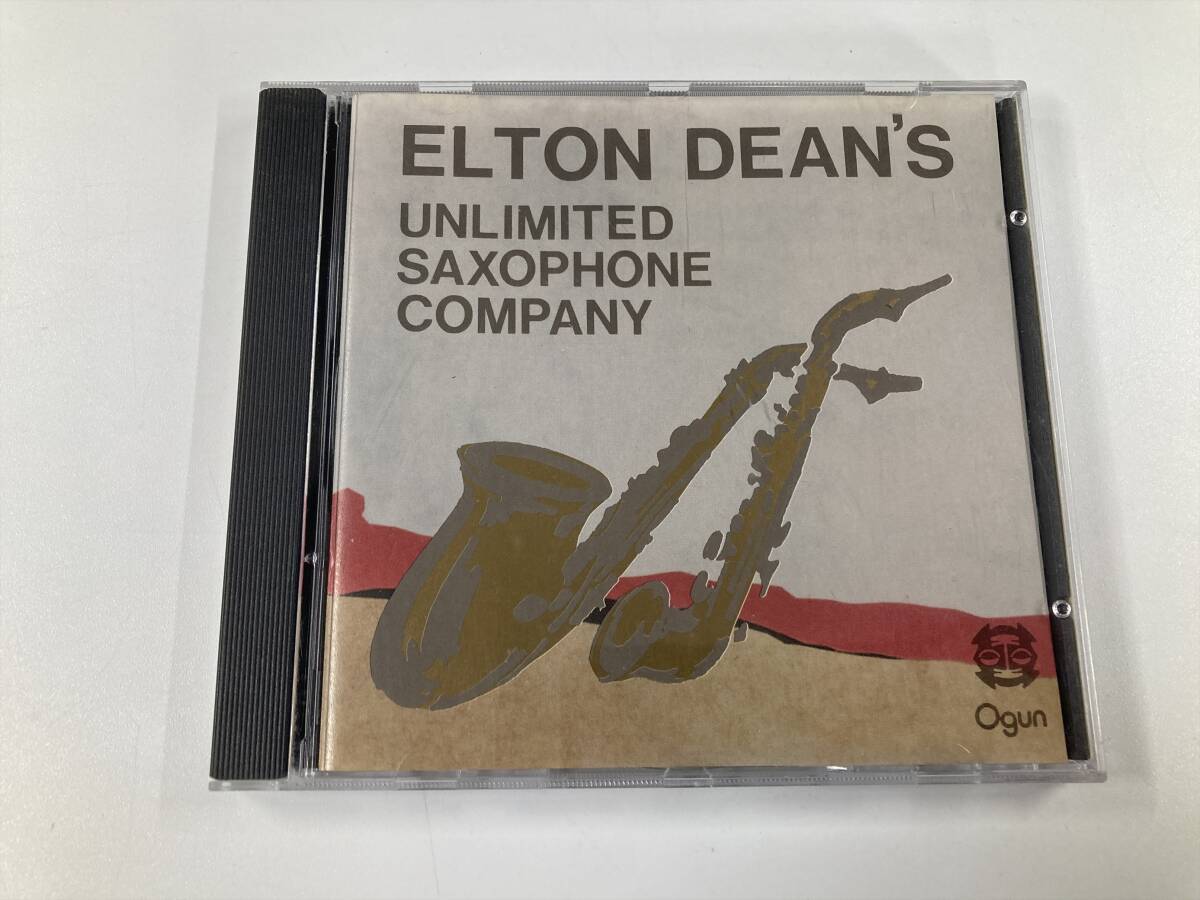 ELTON DEAN'S
UNLIMITED
SAXOPHONE
COMPANY
Ogun